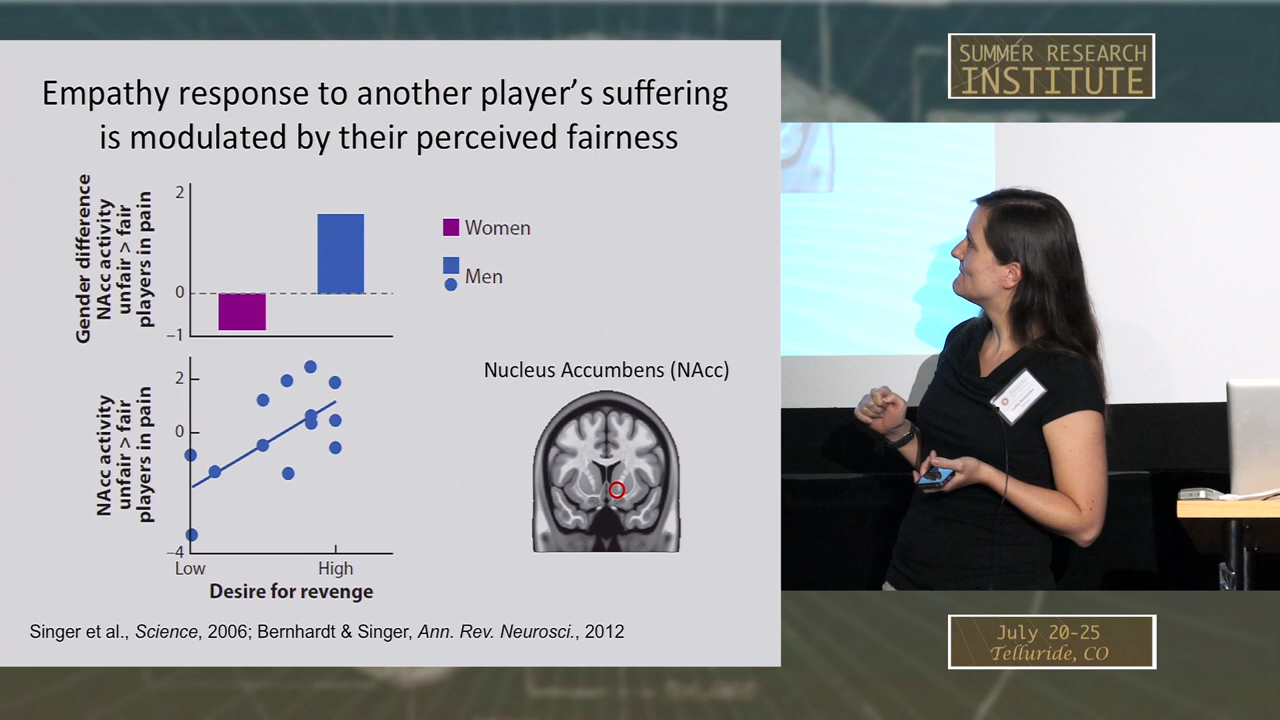 Empathy response to another player's suffering
is modulated by their perceived fairness
Gender difference
NAcc activity
unfair > fair
players in pain
2
0
−1
Women
Men
NAcc activity
unfair > fair
players in pain
2
0
−4
Low
High
Desire for revenge
Nucleus Accumbens (NAcc)
Singer et al., Science, 2006; Bernhardt & Singer, Ann. Rev. Neurosci., 2012
SUMMER RESEARCH
INSTITUTE
July 20-25
Telluride, CO